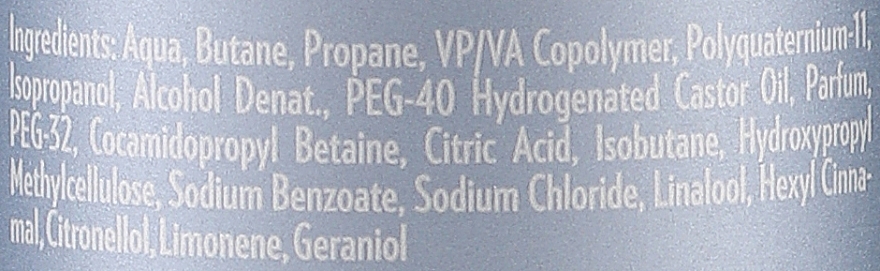 Ingredients: Aqua, Butane, Propane, VP/VA Copolymer, Polyquaternium-11,
Isopropanol, Alcohol Denat., PEG-40 Hydrogenated Castor Oil, Parfum,
PEG-32, Cocamidopropyl Betaine, Citric Acid, Isobutane, Hydroxypropyl
Methylcellulose, Sodium Benzoate, Sodium Chloride, Linalool, Hexyl Cinna-
mal, Citronellol, Limonene, Geraniol